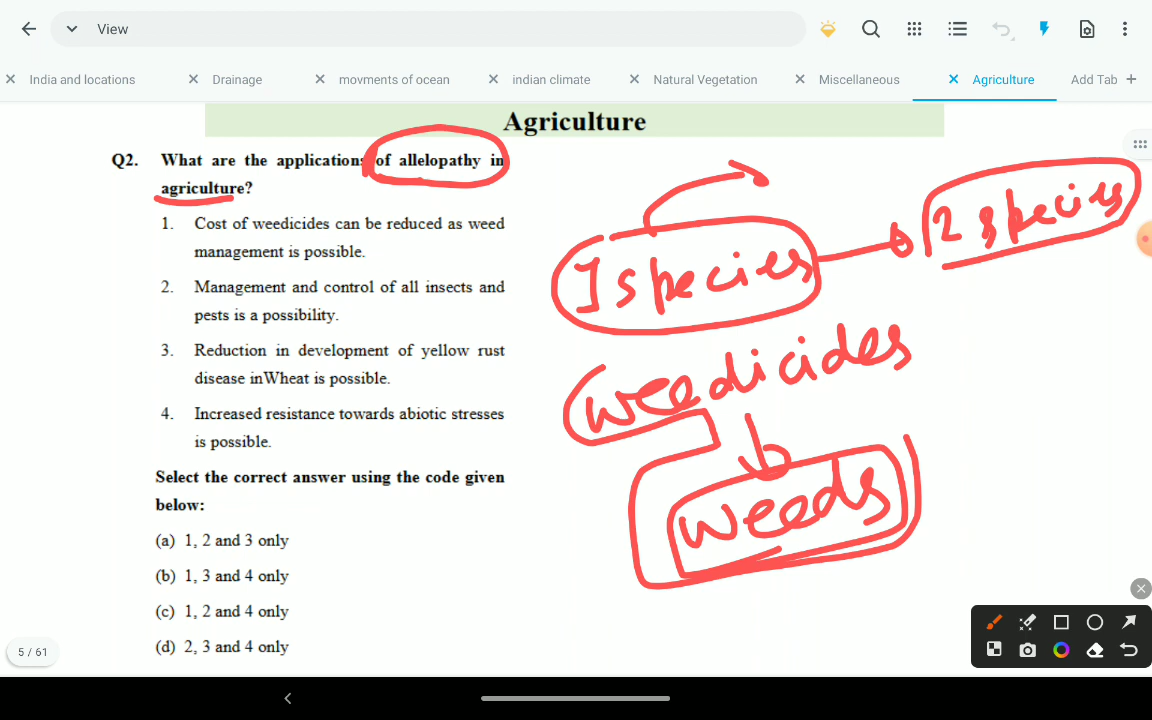 View
India and locations
Drainage
movments of ocean
indian climate
Natural Vegetation
Miscellaneous
Agriculture
Add Tab
Agriculture
Q2. What are the applications of allelopathy in
agriculture?
1. Cost of weedicides can be reduced as weed
management is possible.
2. Management and control of all insects and
pests is a possibility.
3. Reduction in development of yellow rust
disease inWheat is possible.
4. Increased resistance towards abiotic stresses
is possible.
Select the correct answer using the code given
below:
(a) 1, 2 and 3 only
(b) 1, 3 and 4 only
(c) 1, 2 and 4 only
(d) 2, 3 and 4 only
1 species
2 species
weedicides
weeds
5 / 61